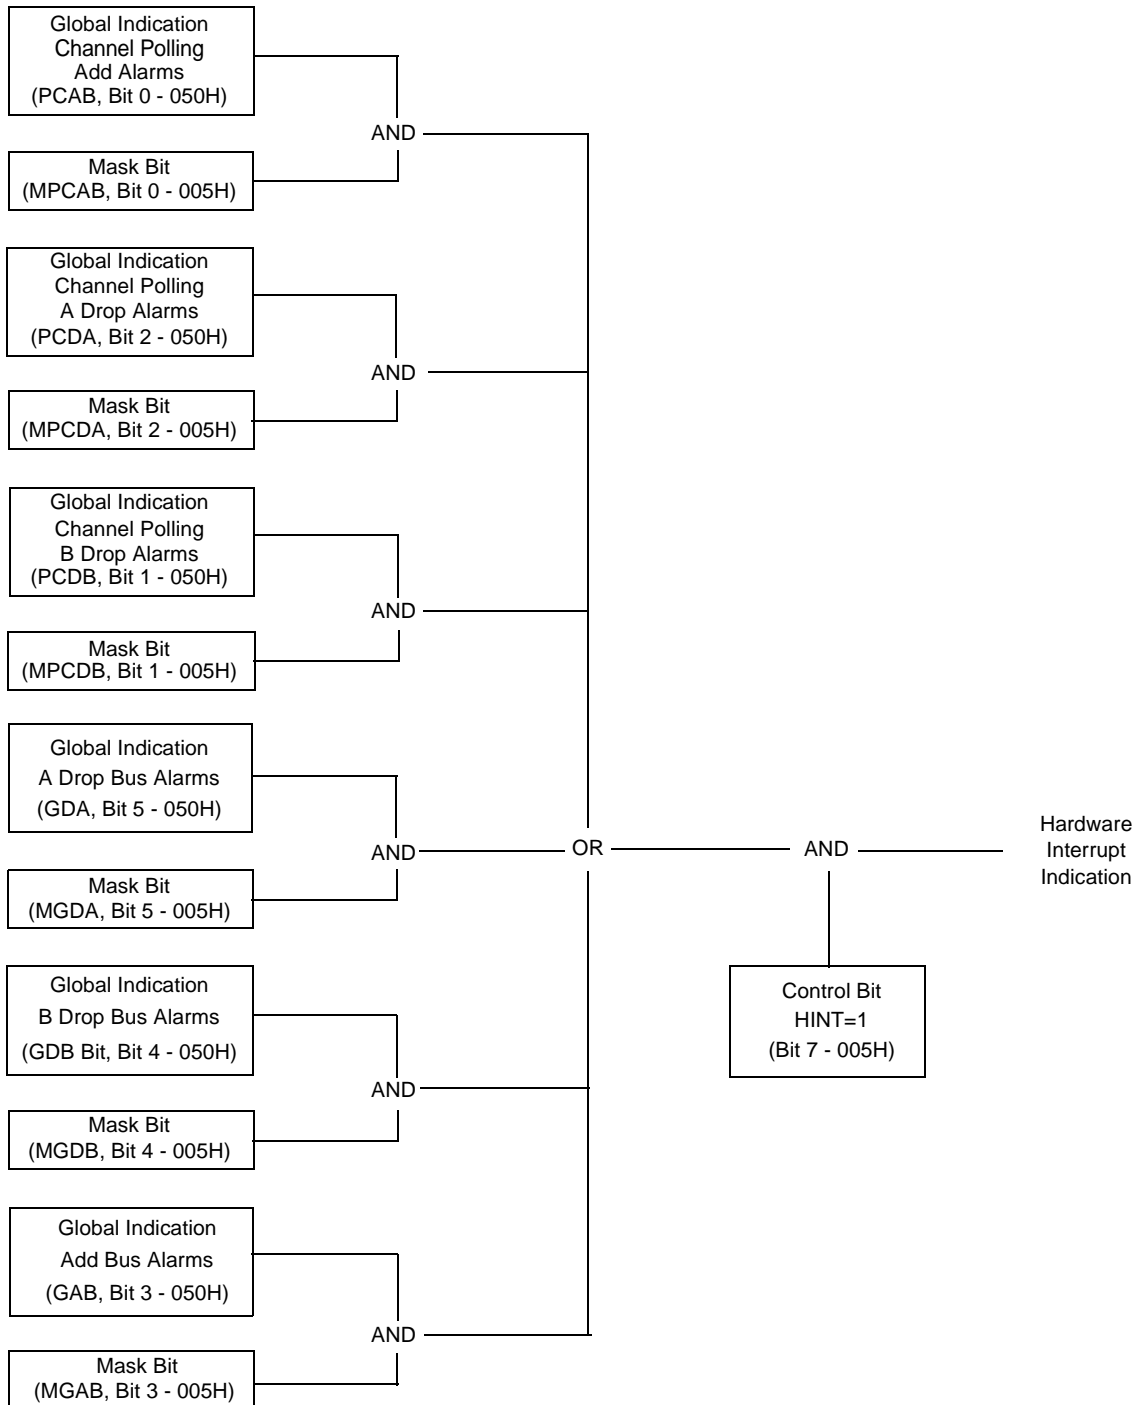 Global Indication
Channel Polling
Add Alarms
(PCAB, Bit 0 - 050H)
AND
Mask Bit
(MPCAB, Bit 0 - 005H)
Global Indication
Channel Polling
A Drop Alarms
(PCDA, Bit 2 - 050H)
AND
Mask Bit
(MPCDA, Bit 2 - 005H)
Global Indication
Channel Polling
B Drop Alarms
(PCDB, Bit 1 - 050H)
AND
Mask Bit
(MPCDB, Bit 1 - 005H)
Global Indication
A Drop Bus Alarms
(GDA, Bit 5 - 050H)
AND
Mask Bit
(MGDA, Bit 5 - 005H)
OR
AND
Hardware
Interrupt
Indication
Control Bit
HINT=1
(Bit 7 - 005H)
Global Indication
B Drop Bus Alarms
(GDB Bit, Bit 4 - 050H)
AND
Mask Bit
(MGDB, Bit 4 - 005H)
Global Indication
Add Bus Alarms
(GAB, Bit 3 - 050H)
AND
Mask Bit
(MGAB, Bit 3 - 005H)